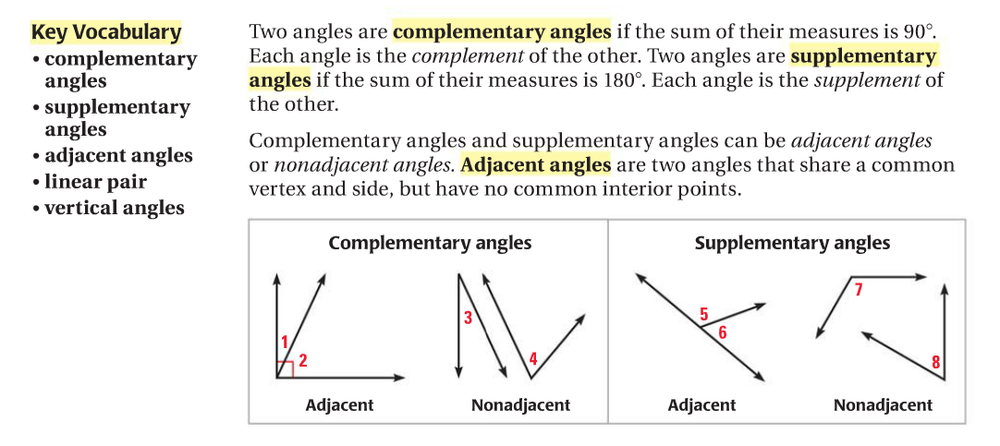 Key Vocabulary
• complementary
angles
• supplementary
angles
• adjacent angles
• linear pair
• vertical angles
Two angles are complementary angles if the sum of their measures is 90°.
Each angle is the complement of the other. Two angles are supplementary
angles if the sum of their measures is 180°. Each angle is the supplement of
the other.
Complementary angles and supplementary angles can be adjacent angles
or nonadjacent angles. Adjacent angles are two angles that share a common
vertex and side, but have no common interior points.
Complementary angles
1
2
Adjacent
3
4
Nonadjacent
Supplementary angles
5
6
Adjacent
7
8
Nonadjacent